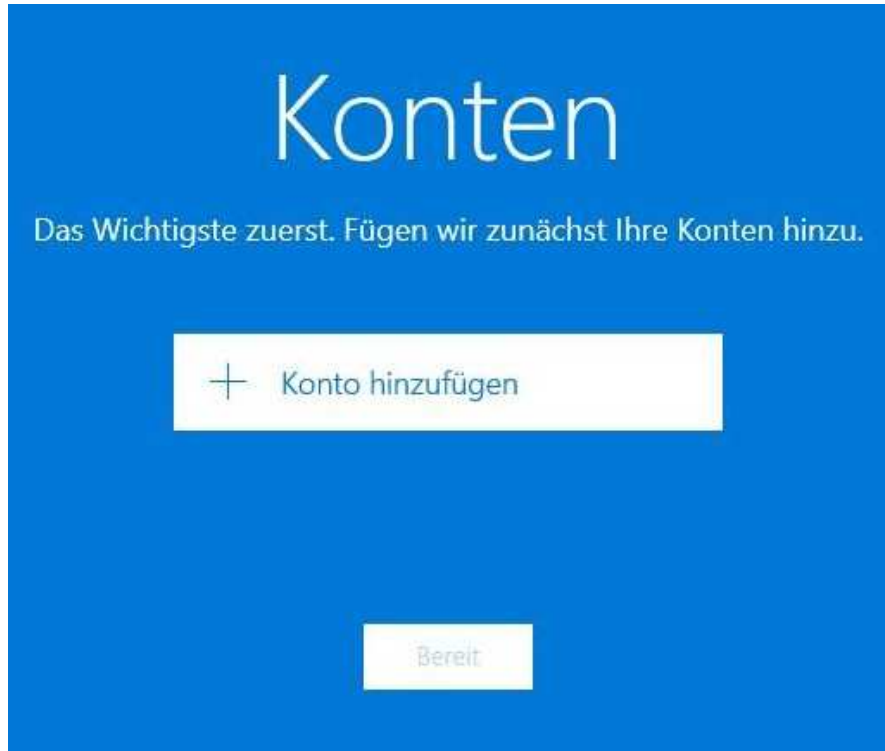 Konten
Das Wichtigste zuerst. Fügen wir zunächst Ihre Konten hinzu.
Konto hinzufügen
Bereit